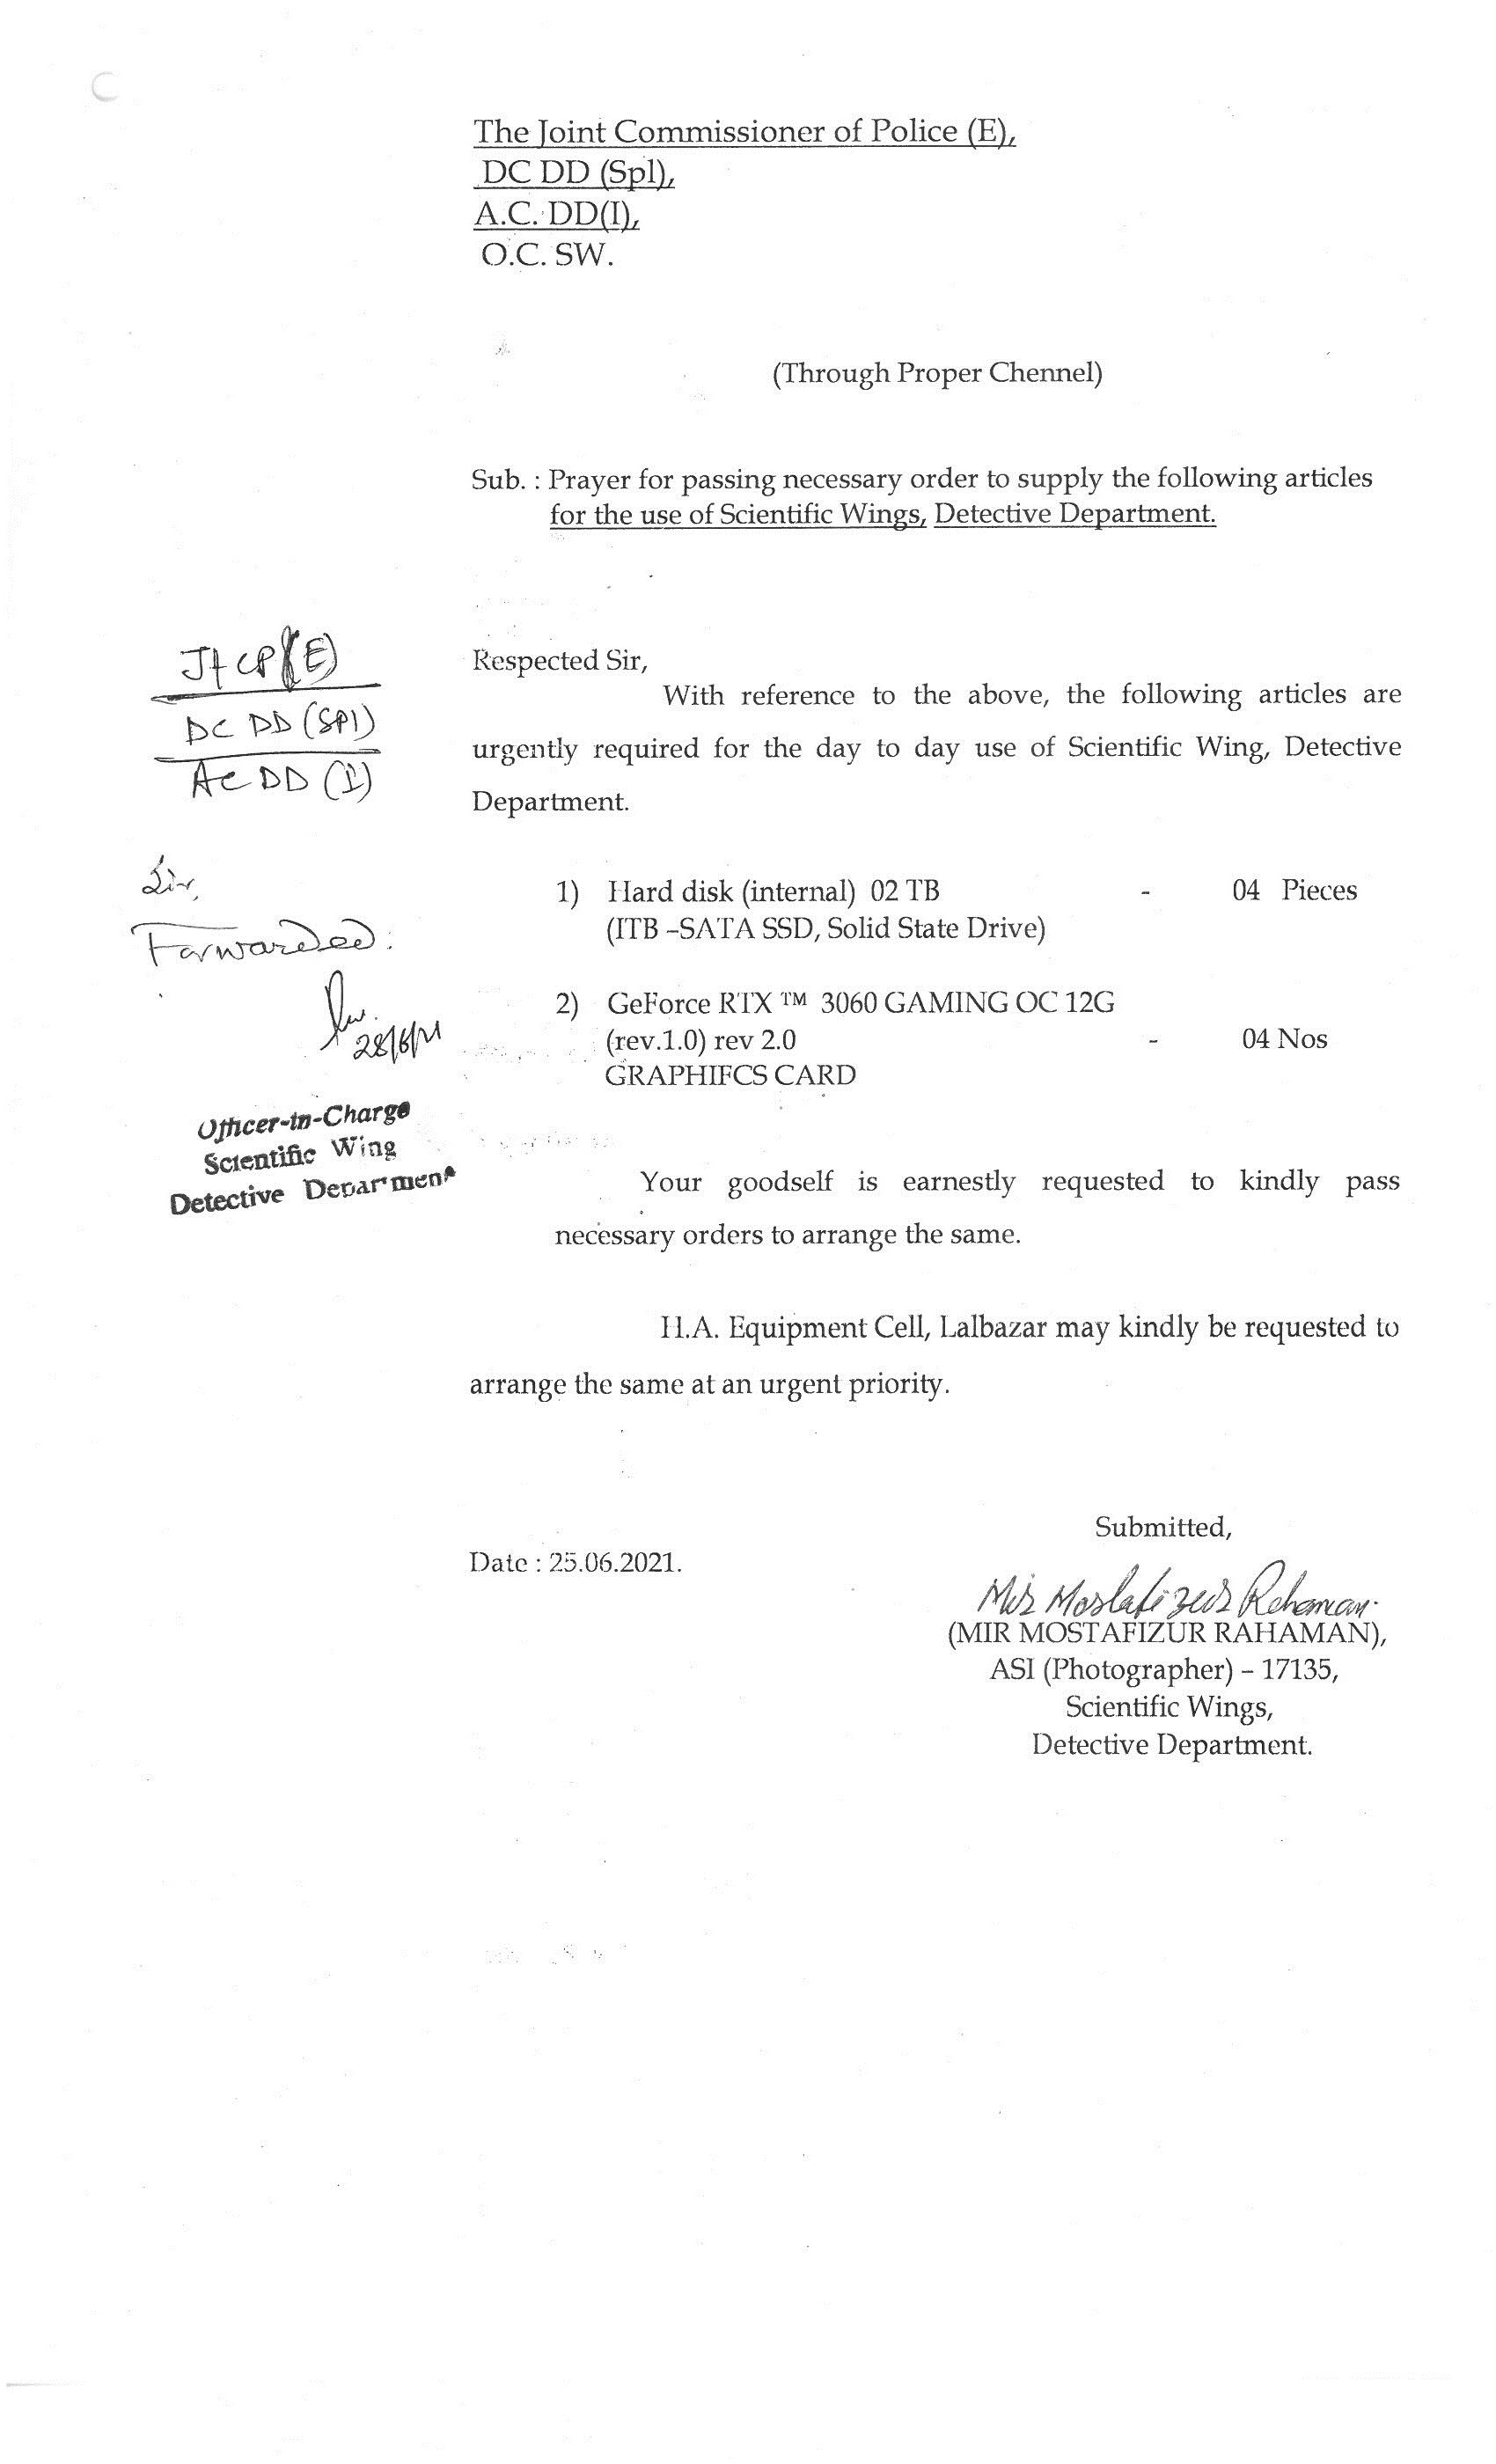 The Joint Commissioner of Police (E),
DC DD (Spl),
A.C. DD(I),
O.C. SW.
(Through Proper Chennel)
Sub. : Prayer for passing necessary order to supply the following articles
for the use of Scientific Wings, Detective Department.
Jt CP (E)
DC DD (SPl)
AC DD (I)
Sir,
Forwarded.
28/6/21
Officer-in-Charge
Scientific Wing
Detective Department
Respected Sir,
With reference to the above, the following articles are
urgently required for the day to day use of Scientific Wing, Detective
Department.
1) Hard disk (internal) 02 TB - 04 Pieces
(ITB –SATA SSD, Solid State Drive)
2) GeForce RTX ™ 3060 GAMING OC 12G
(rev.1.0) rev 2.0 - 04 Nos
GRAPHIFCS CARD
Your goodself is earnestly requested to kindly pass
necessary orders to arrange the same.
H.A. Equipment Cell, Lalbazar may kindly be requested to
arrange the same at an urgent priority.
Submitted,
Date : 25.06.2021.
Mir Mostafizur Rahaman.
(MIR MOSTAFIZUR RAHAMAN),
ASI (Photographer) – 17135,
Scientific Wings,
Detective Department.